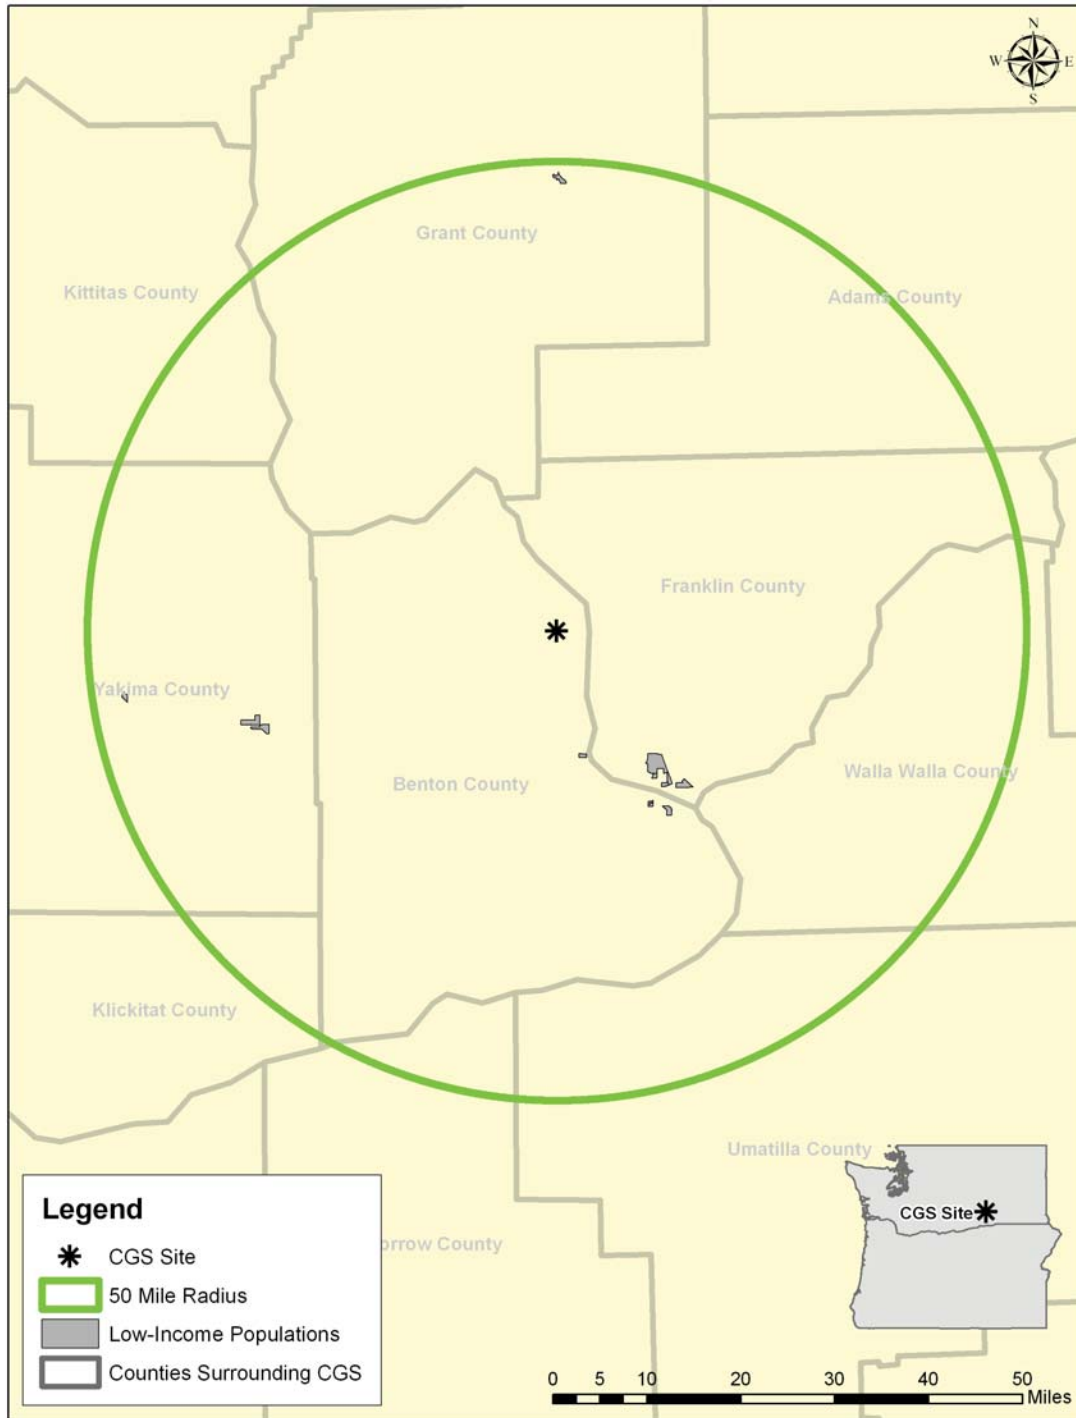 N
W E
S
Grant County
Kittitas County
Adams County
Franklin County
Yakima County
Walla Walla County
Benton County
Klickitat County
Umatilla County
orrow County
Legend
CGS Site
50 Mile Radius
Low-Income Populations
Counties Surrounding CGS
CGS Site
0 5 10 20 30 40 50
Miles